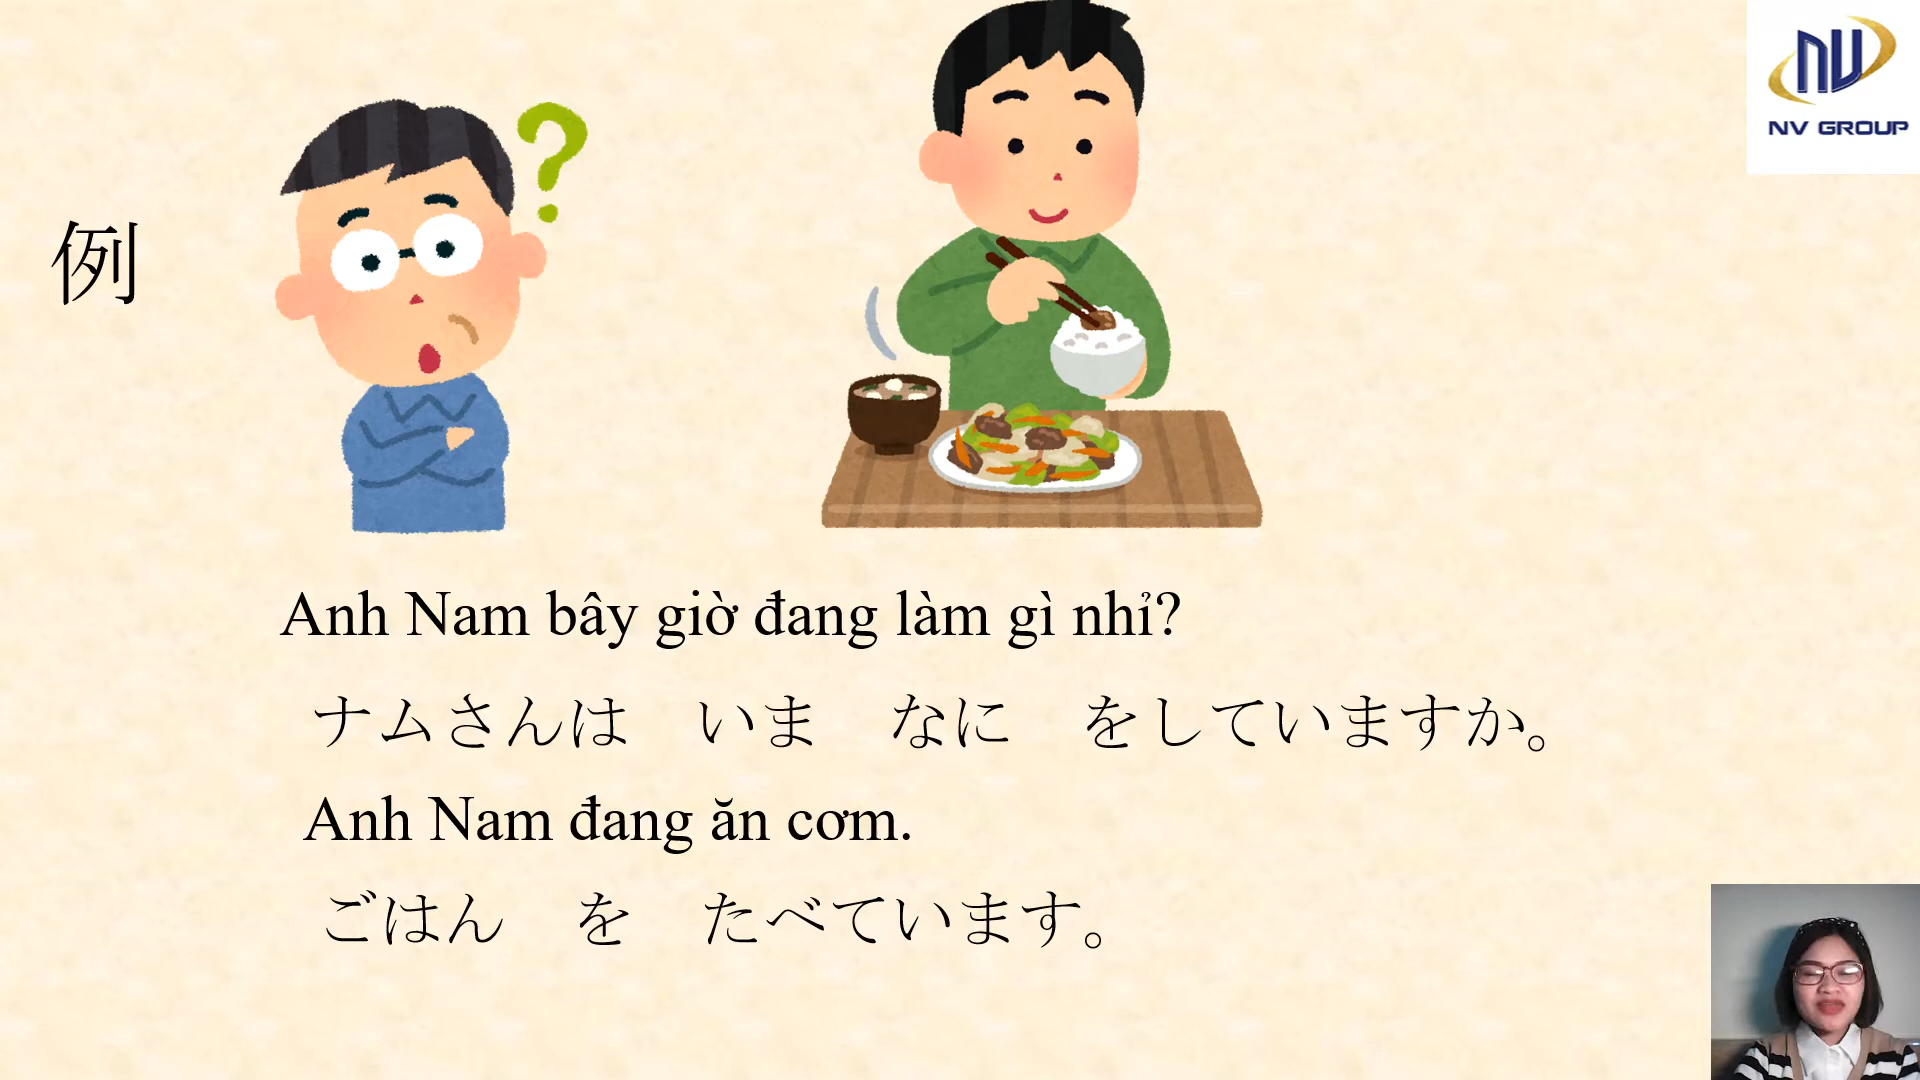 NV GROUP
例
Anh Nam bây giờ đang làm gì nhỉ?
ナムさんは　いま　なに　をしていますか。
Anh Nam đang ăn cơm.
ごはん　を　たべています。